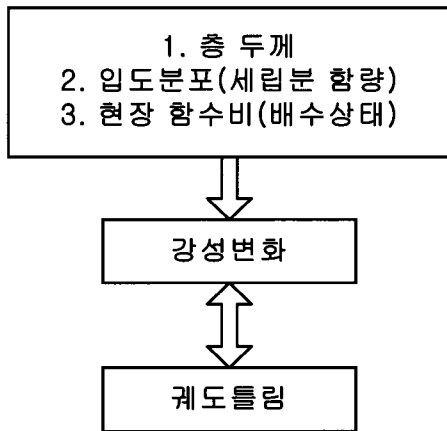 1. 층 두께
2. 입도분포(세립분 함량)
3. 현장 함수비(배수상태)
강성변화
궤도틀림